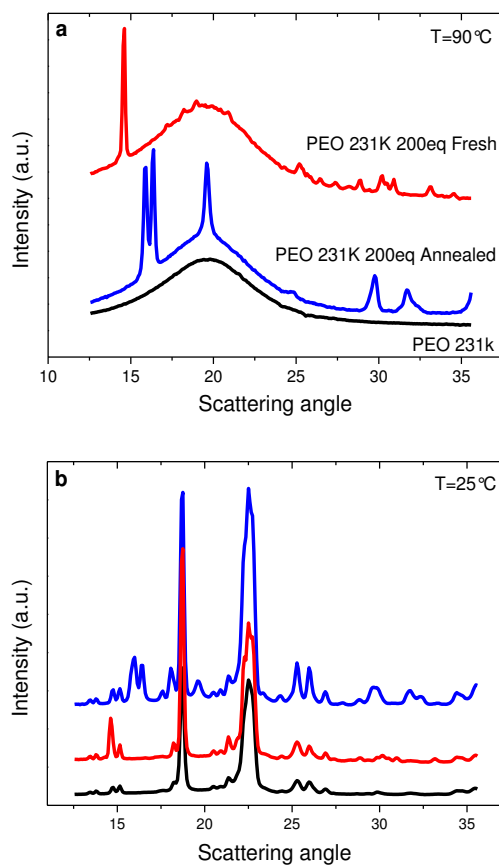 a
T=90°C
PEO 231K 200eq Fresh
PEO 231K 200eq Annealed
PEO 231k
Intensity (a.u.)
10 15 20 25 30 35
Scattering angle
b
T=25°C
Intensity (a.u.)
15 20 25 30 35
Scattering angle